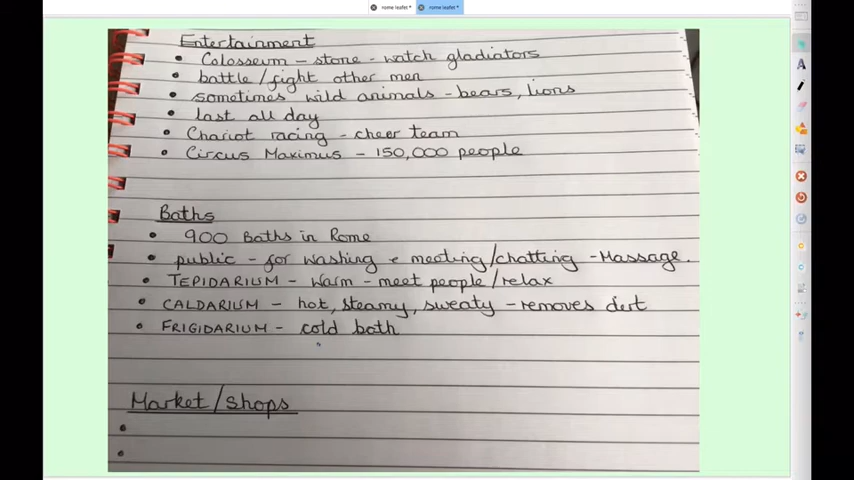 rome leaflet*
rome leaflet*
Entertainment
• Colosseum – stone - watch gladiators
• battle/fight other men
• sometimes wild animals - bears, lions
• last all day
• Chariot racing - cheer team
• Circus Maximus – 150,000 people
Baths
• 900 Baths in Rome
• public - for washing & meeting/chatting - Massage.
• TEPIDARIUM - warm - meet people/relax
• CALDARIUM - hot, steamy, sweaty - removes dirt
• FRIGIDARIUM - cold bath
Market/Shops
•
•